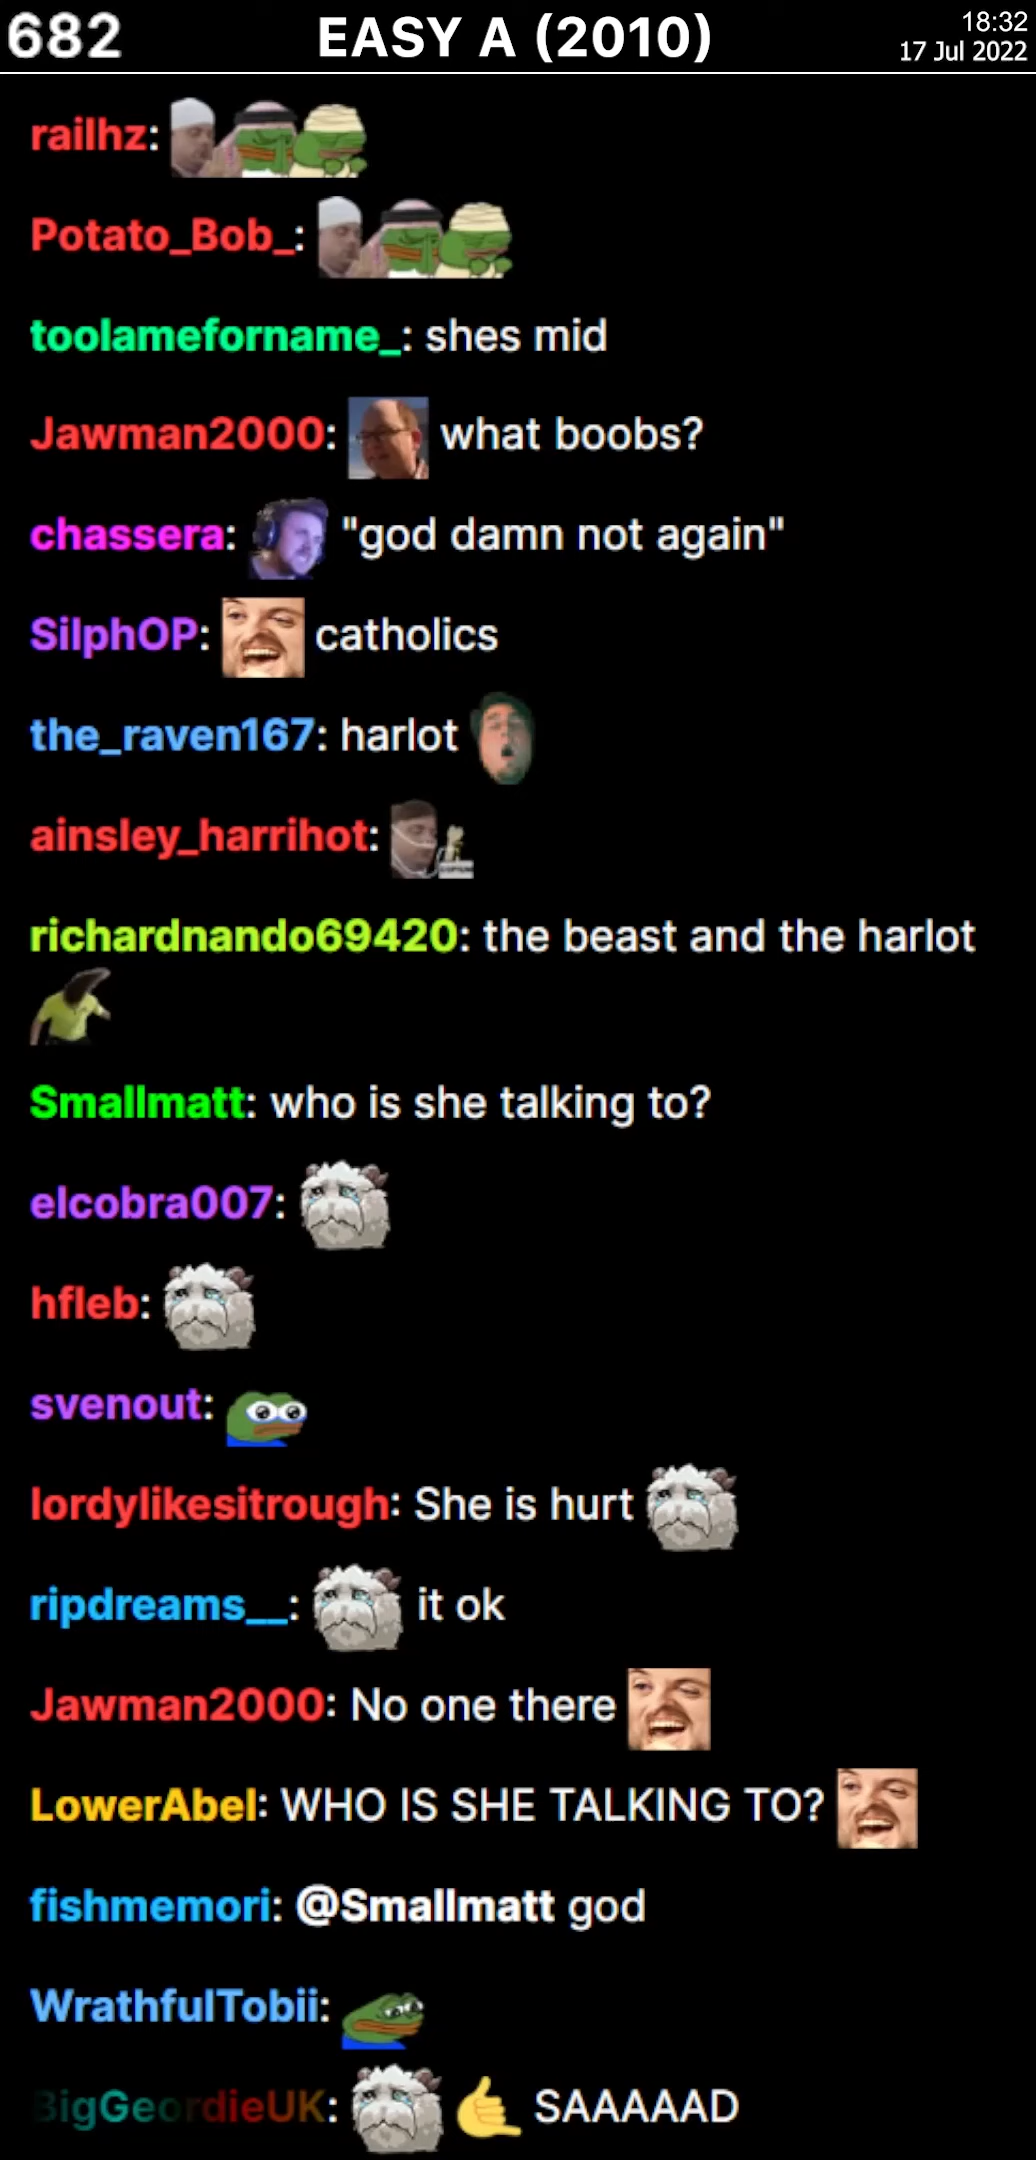 682
EASY A (2010)
18:32
17 Jul 2022
railhz:
Potato_Bob_:
toolameforname_: shes mid
Jawman2000: what boobs?
chassera: "god damn not again"
SilphOP: catholics
the_raven167: harlot
ainsley_harrihot:
richardnando69420: the beast and the harlot
Smallmatt: who is she talking to?
elcobra007:
hfleb:
svenout:
lordylikesitrough: She is hurt
ripdreams__: it ok
Jawman2000: No one there
LowerAbel: WHO IS SHE TALKING TO?
fishmemori: @Smallmatt god
WrathfulTobii:
BigGeordieUK: 🤙 SAAAAAD